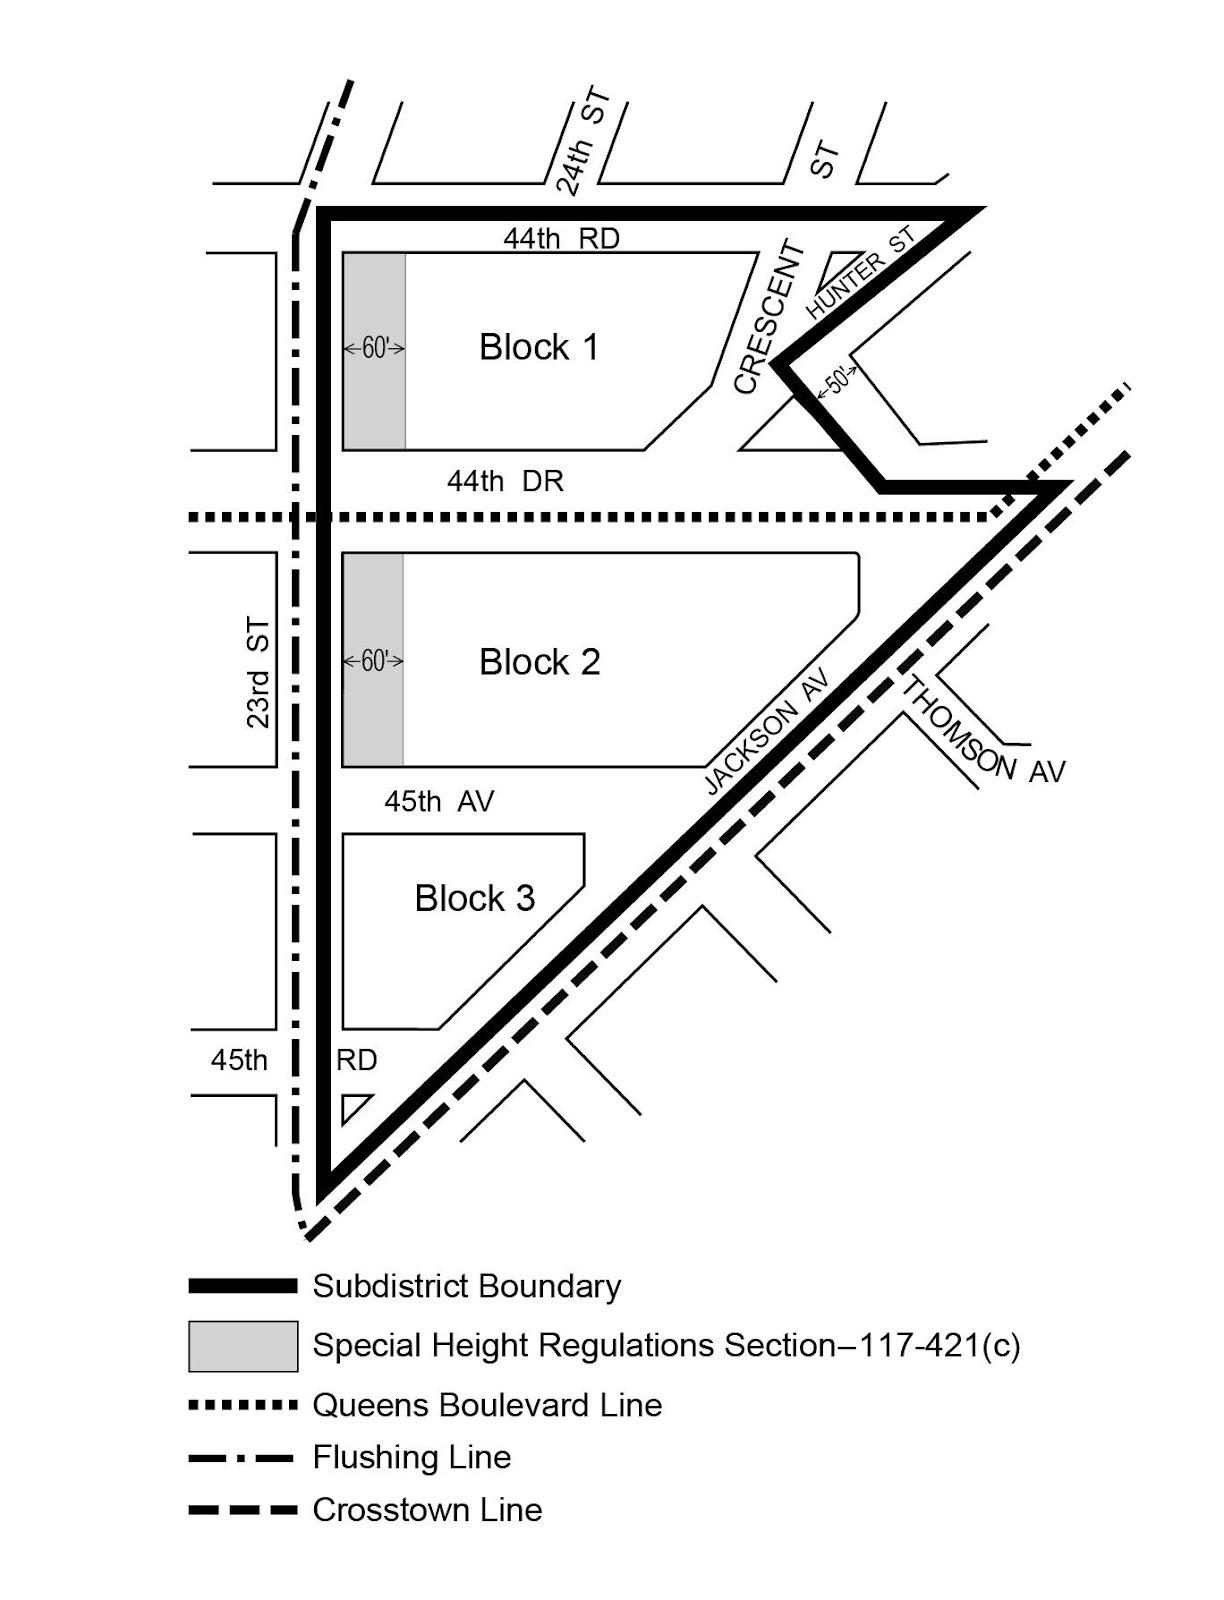 24th ST
ST
44th RD
HUNTER ST
CRESCENT
60'
Block 1
50'
44th DR
23rd ST
60'
Block 2
JACKSON AV
THOMSON AV
45th AV
Block 3
45th RD
Subdistrict Boundary
Special Height Regulations Section–117-421(c)
Queens Boulevard Line
Flushing Line
Crosstown Line